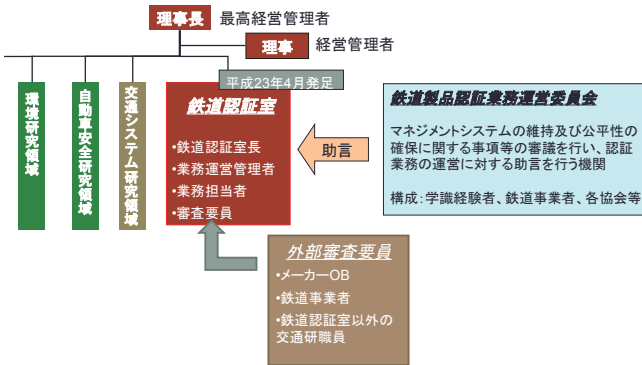 理事長 最高経営管理者
理事 経営管理者
平成23年4月発足
環境研究領域
自動車安全研究領域
交通システム研究領域
鉄道認証室
•鉄道認証室長
•業務運営管理者
•業務担当者
•審査要員
助言
鉄道製品認証業務運営委員会
マネジメントシステムの維持及び公平性の
確保に関する事項等の審議を行い、認証
業務の運営に対する助言を行う機関
構成：学識経験者、鉄道事業者、各協会等
外部審査要員
•メーカーOB
•鉄道事業者
•鉄道認証室以外の
交通研職員